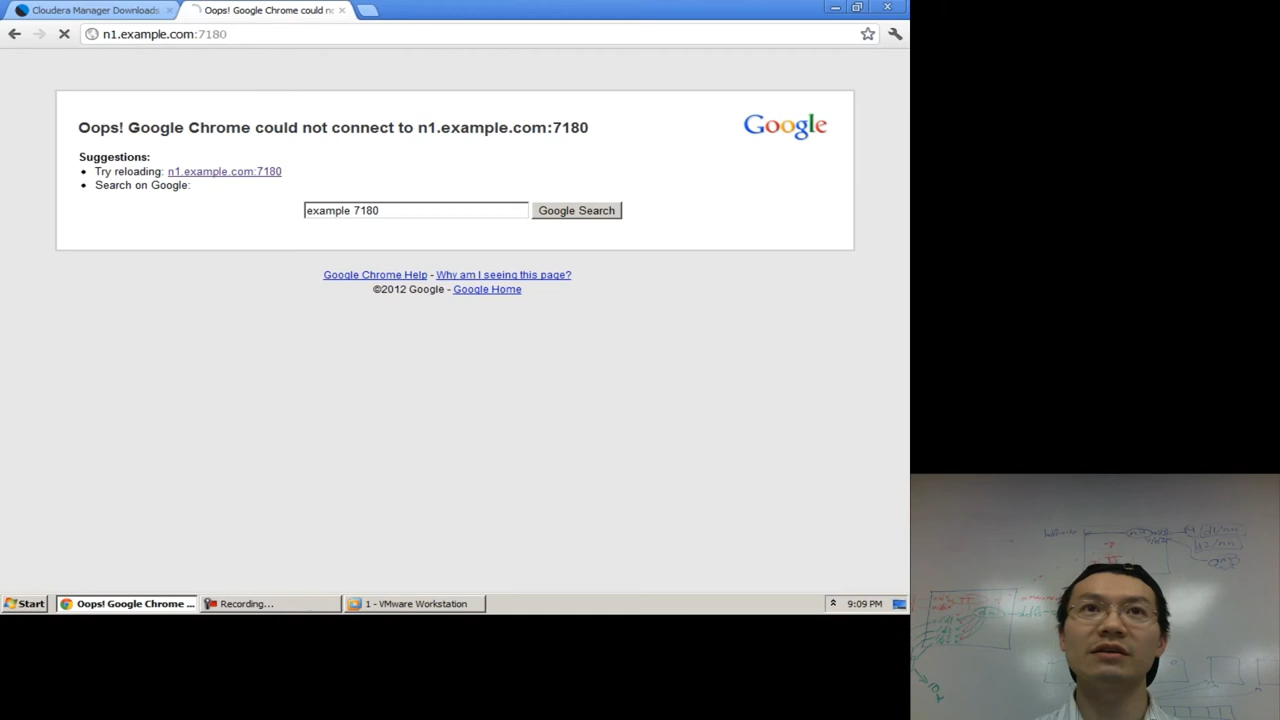 Cloudera Manager Downloads
Oops! Google Chrome could no
n1.example.com:7180
Oops! Google Chrome could not connect to n1.example.com:7180
Google
Suggestions:
Try reloading: n1.example.com:7180
Search on Google:
example 7180
Google Search
Google Chrome Help - Why am I seeing this page?
©2012 Google - Google Home
Start
Oops! Google Chrome ...
Recording...
1 - VMware Workstation
9:09 PM